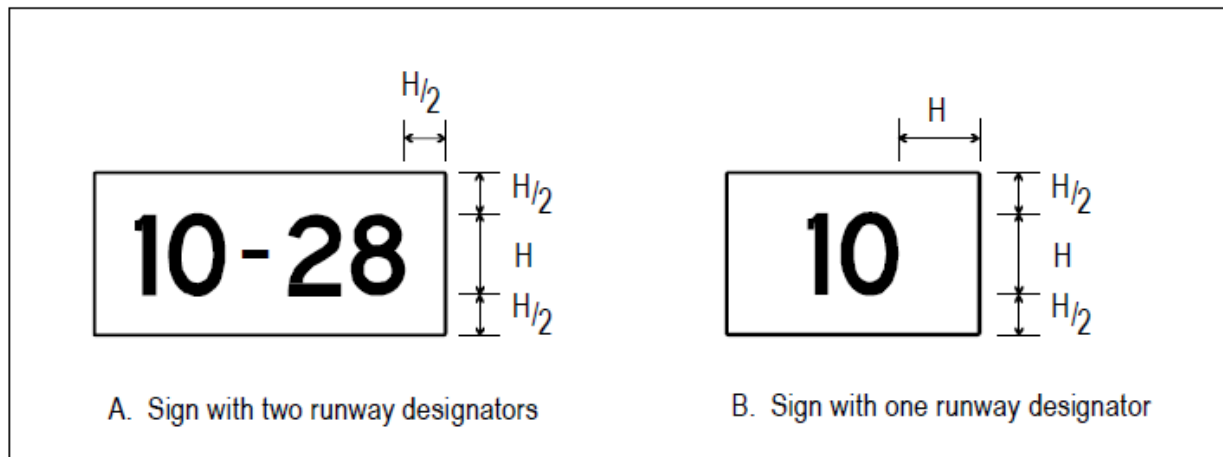 H/2
H
10-28
H/2
H
H/2
10
H/2
H
H/2
A. Sign with two runway designators
B. Sign with one runway designator